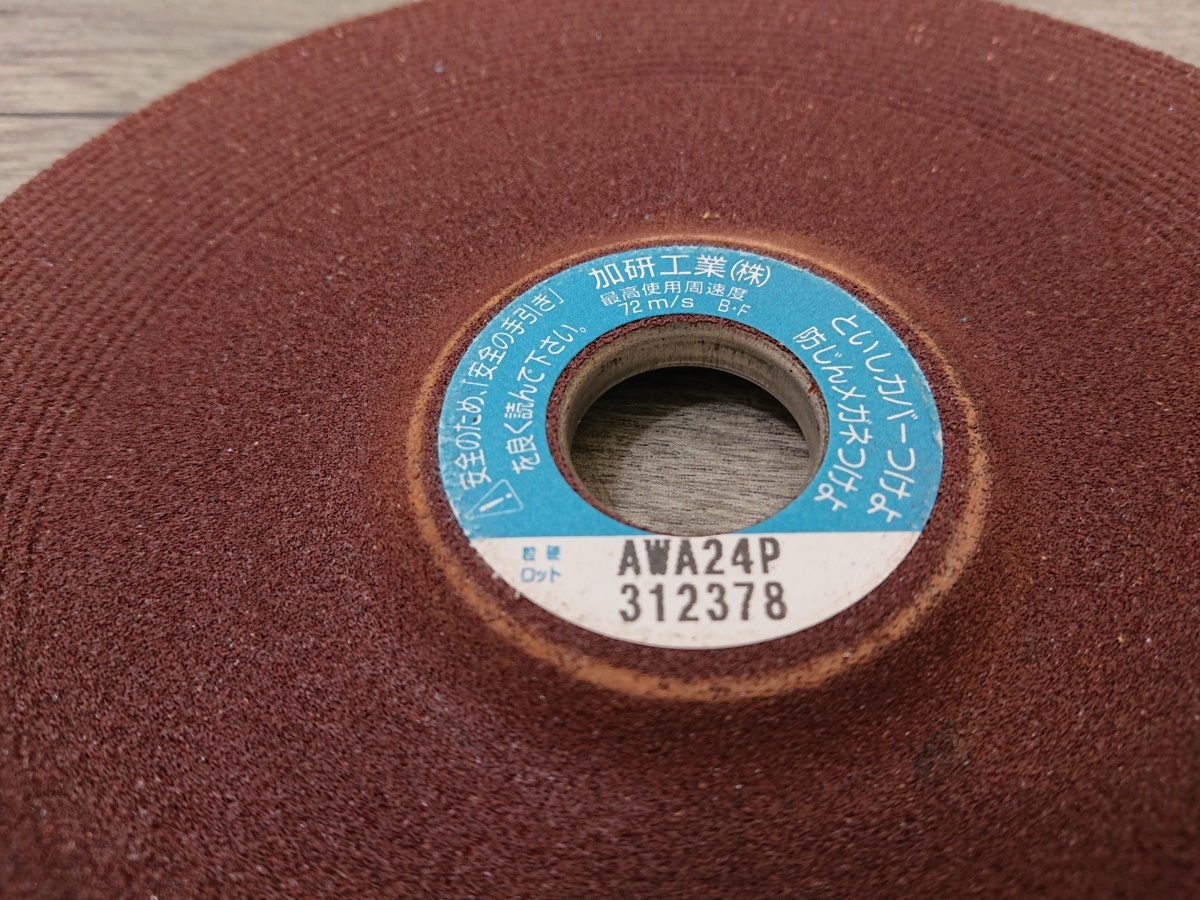 加研工業(株)
最高使用周速度
72m/s B・F
安全のため、「安全の手引き」
を良く読んで下さい。
といしカバーつけよ
防じんメガネつけよ
粒 硬 AWA24P
ロット 312378